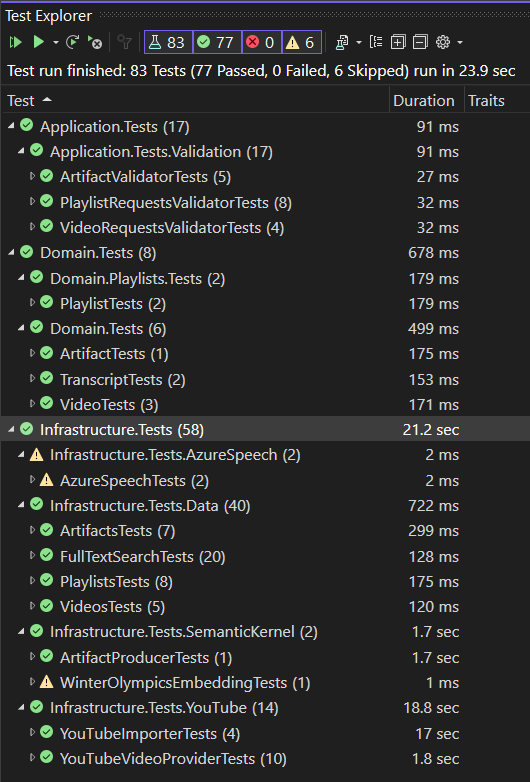 Test Explorer
83 77 0 6
Test run finished: 83 Tests (77 Passed, 0 Failed, 6 Skipped) run in 23.9 sec
Test Duration Traits
Application.Tests (17) 91 ms
Application.Tests.Validation (17) 91 ms
ArtifactValidatorTests (5) 27 ms
PlaylistRequestsValidatorTests (8) 32 ms
VideoRequestsValidatorTests (4) 32 ms
Domain.Tests (8) 678 ms
Domain.Playlists.Tests (2) 179 ms
PlaylistTests (2) 179 ms
Domain.Tests (6) 499 ms
ArtifactTests (1) 175 ms
TranscriptTests (2) 153 ms
VideoTests (3) 171 ms
Infrastructure.Tests (58) 21.2 sec
Infrastructure.Tests.AzureSpeech (2) 2 ms
AzureSpeechTests (2) 2 ms
Infrastructure.Tests.Data (40) 722 ms
ArtifactsTests (7) 299 ms
FullTextSearchTests (20) 128 ms
PlaylistsTests (8) 175 ms
VideosTests (5) 120 ms
Infrastructure.Tests.SemanticKernel (2) 1.7 sec
ArtifactProducerTests (1) 1.7 sec
WinterOlympicsEmbeddingTests (1) 1 ms
Infrastructure.Tests.YouTube (14) 18.8 sec
YouTubeImporterTests (4) 17 sec
YouTubeVideoProviderTests (10) 1.8 sec